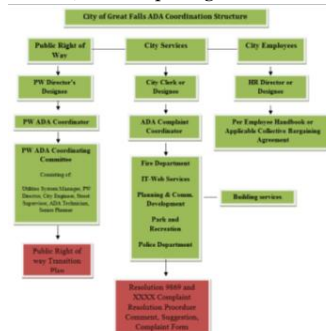 City of Great Falls ADA Coordination Structure
Public Right of
Way
City Services
City Employees
PW Director's
Designee
City Clerk or
Designee
HR Director or
Designee
PW ADA Coordinator
ADA Complaint
Coordinator
Per Employee Handbook or
Applicable Collective Bargaining
Agreement
PW ADA Coordinating
Committee
Consisting of:
Utilities System Manager, PW
Director, City Engineer, Street
Supervisor, ADA Technician,
Senior Planner
Fire Department
IT-Web Services
Planning & Comm.
Development
Park and
Recreation
Police Department
Building services
Public Right of
way Transition
Plan
Resolution 9869 and
XXXX Complaint
Resolution Procedure
Comment, Suggestion,
Complaint Form